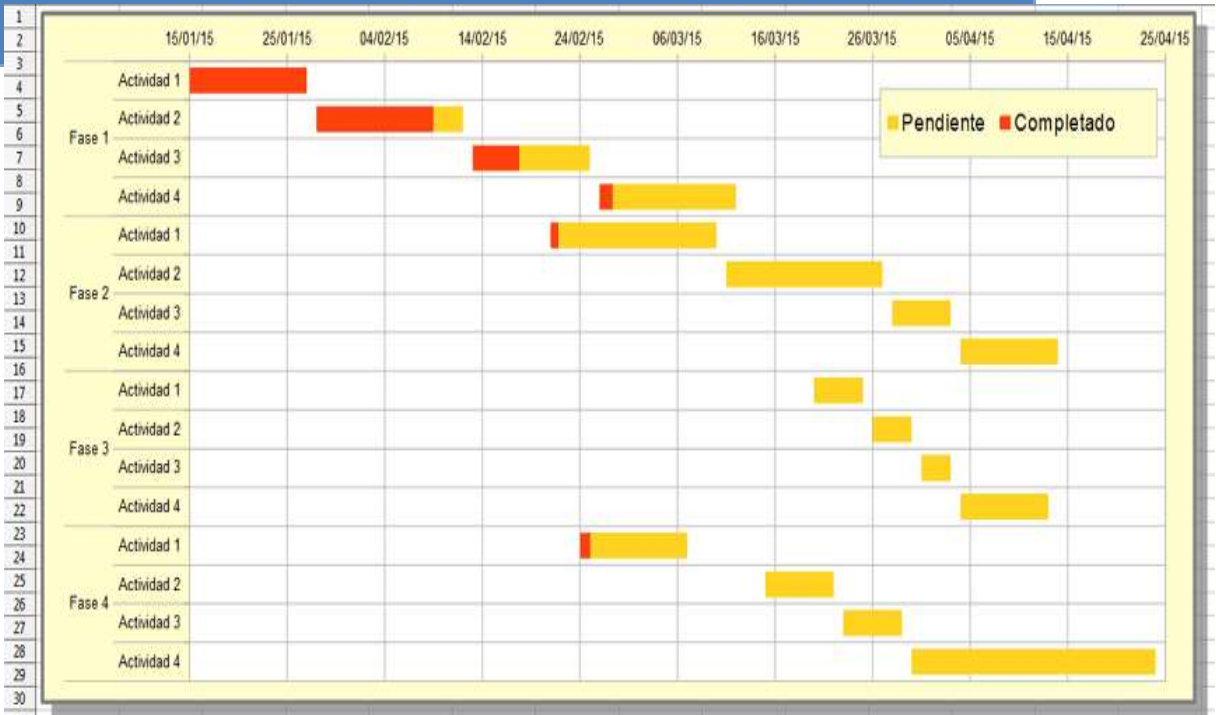 15/01/15 25/01/15 04/02/15 14/02/15 24/02/15 06/03/15 16/03/15 26/03/15 05/04/15 15/04/15 25/04/15
Pendiente Completado
Fase 1
Actividad 1
Actividad 2
Actividad 3
Actividad 4
Fase 2
Actividad 1
Actividad 2
Actividad 3
Actividad 4
Fase 3
Actividad 1
Actividad 2
Actividad 3
Actividad 4
Fase 4
Actividad 1
Actividad 2
Actividad 3
Actividad 4
1
2
3
4
5
6
7
8
9
10
11
12
13
14
15
16
17
18
19
20
21
22
23
24
25
26
27
28
29
30